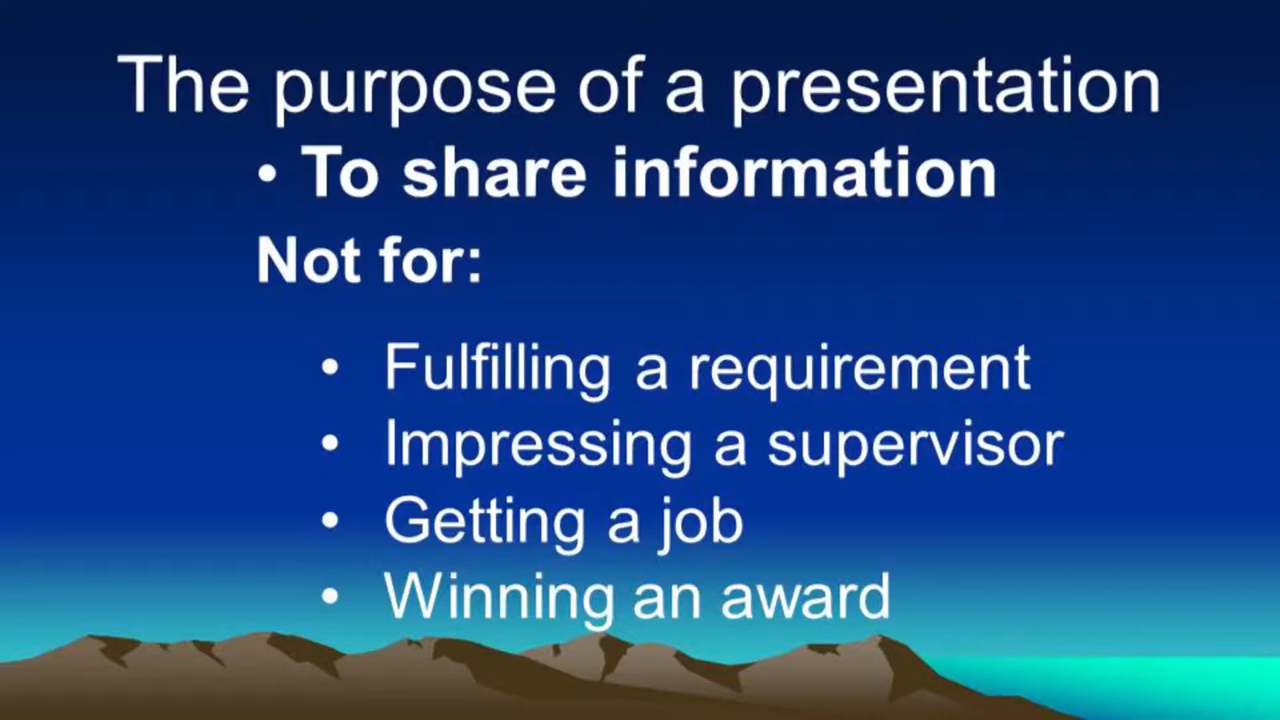 The purpose of a presentation
• To share information
Not for:
• Fulfilling a requirement
• Impressing a supervisor
• Getting a job
• Winning an award